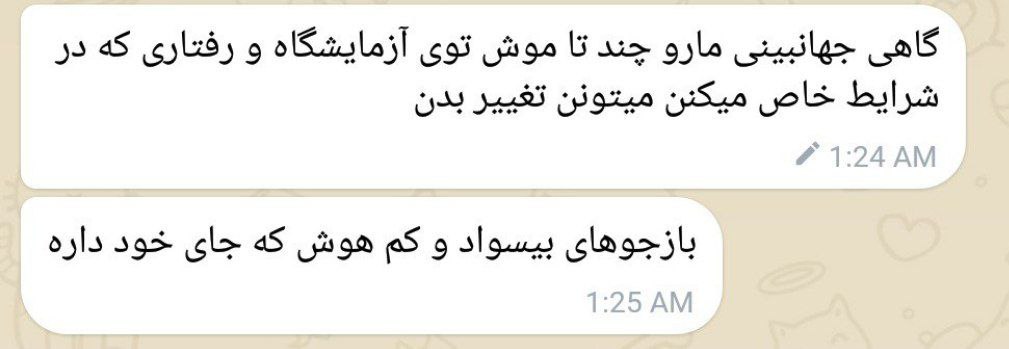 گاهی جهانبینی مارو چند تا موش توی آزمایشگاه و رفتاری که در
شرایط خاص میکنن میتونن تغییر بدن
1:24 AM
بازجوهای بیسواد و کم هوش که جای خود داره
1:25 AM